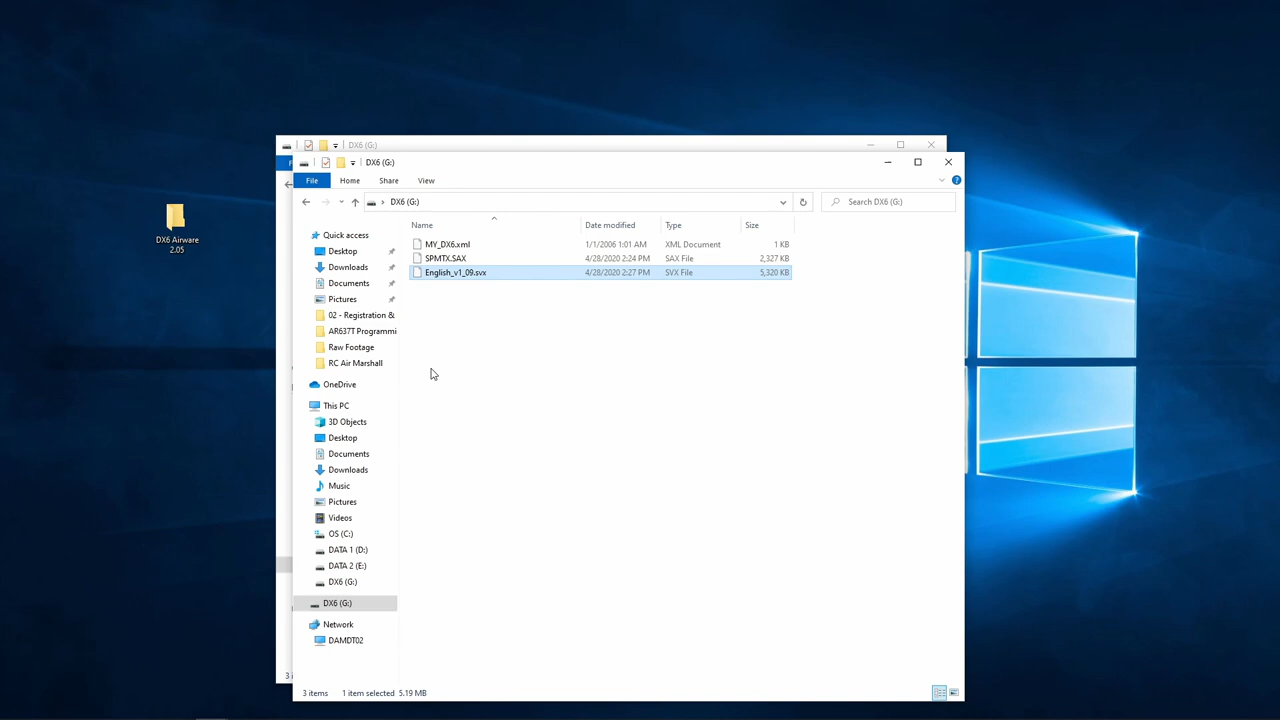 DX6 (G:)
DX6 (G:)
File Home Share View
DX6 (G:)
Search DX6 (G:)
Name Date modified Type Size
MY_DX6.xml 1/1/2006 1:01 AM XML Document 1 KB
SPMTX.SAX 4/28/2020 2:24 PM SAX File 2,327 KB
English_v1_09.svx 4/28/2020 2:27 PM SVX File 5,320 KB
Quick access
Desktop
Downloads
Documents
Pictures
02 - Registration &
AR637T Programmi
Raw Footage
RC Air Marshall
OneDrive
This PC
3D Objects
Desktop
Documents
Downloads
Music
Pictures
Videos
OS (C:)
DATA 1 (D:)
DATA 2 (E:)
DX6 (G:)
DX6 (G:)
Network
DAMDT02
3 items 1 item selected 5.19 MB
DX6 Airware
2.05